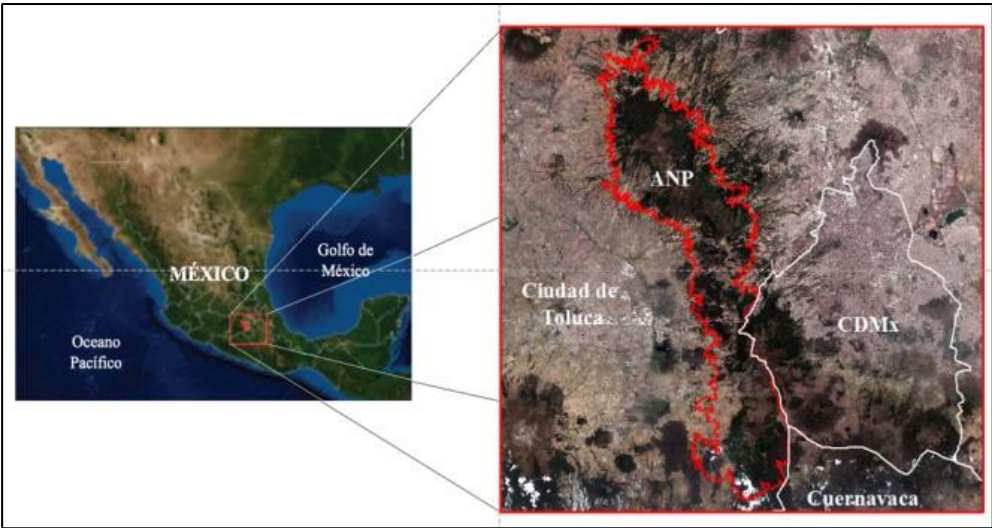 MÉXICO
Golfo de
México
Oceano
Pacífico
ANP
Ciudad de
Toluca
CDMx
Cuernavaca